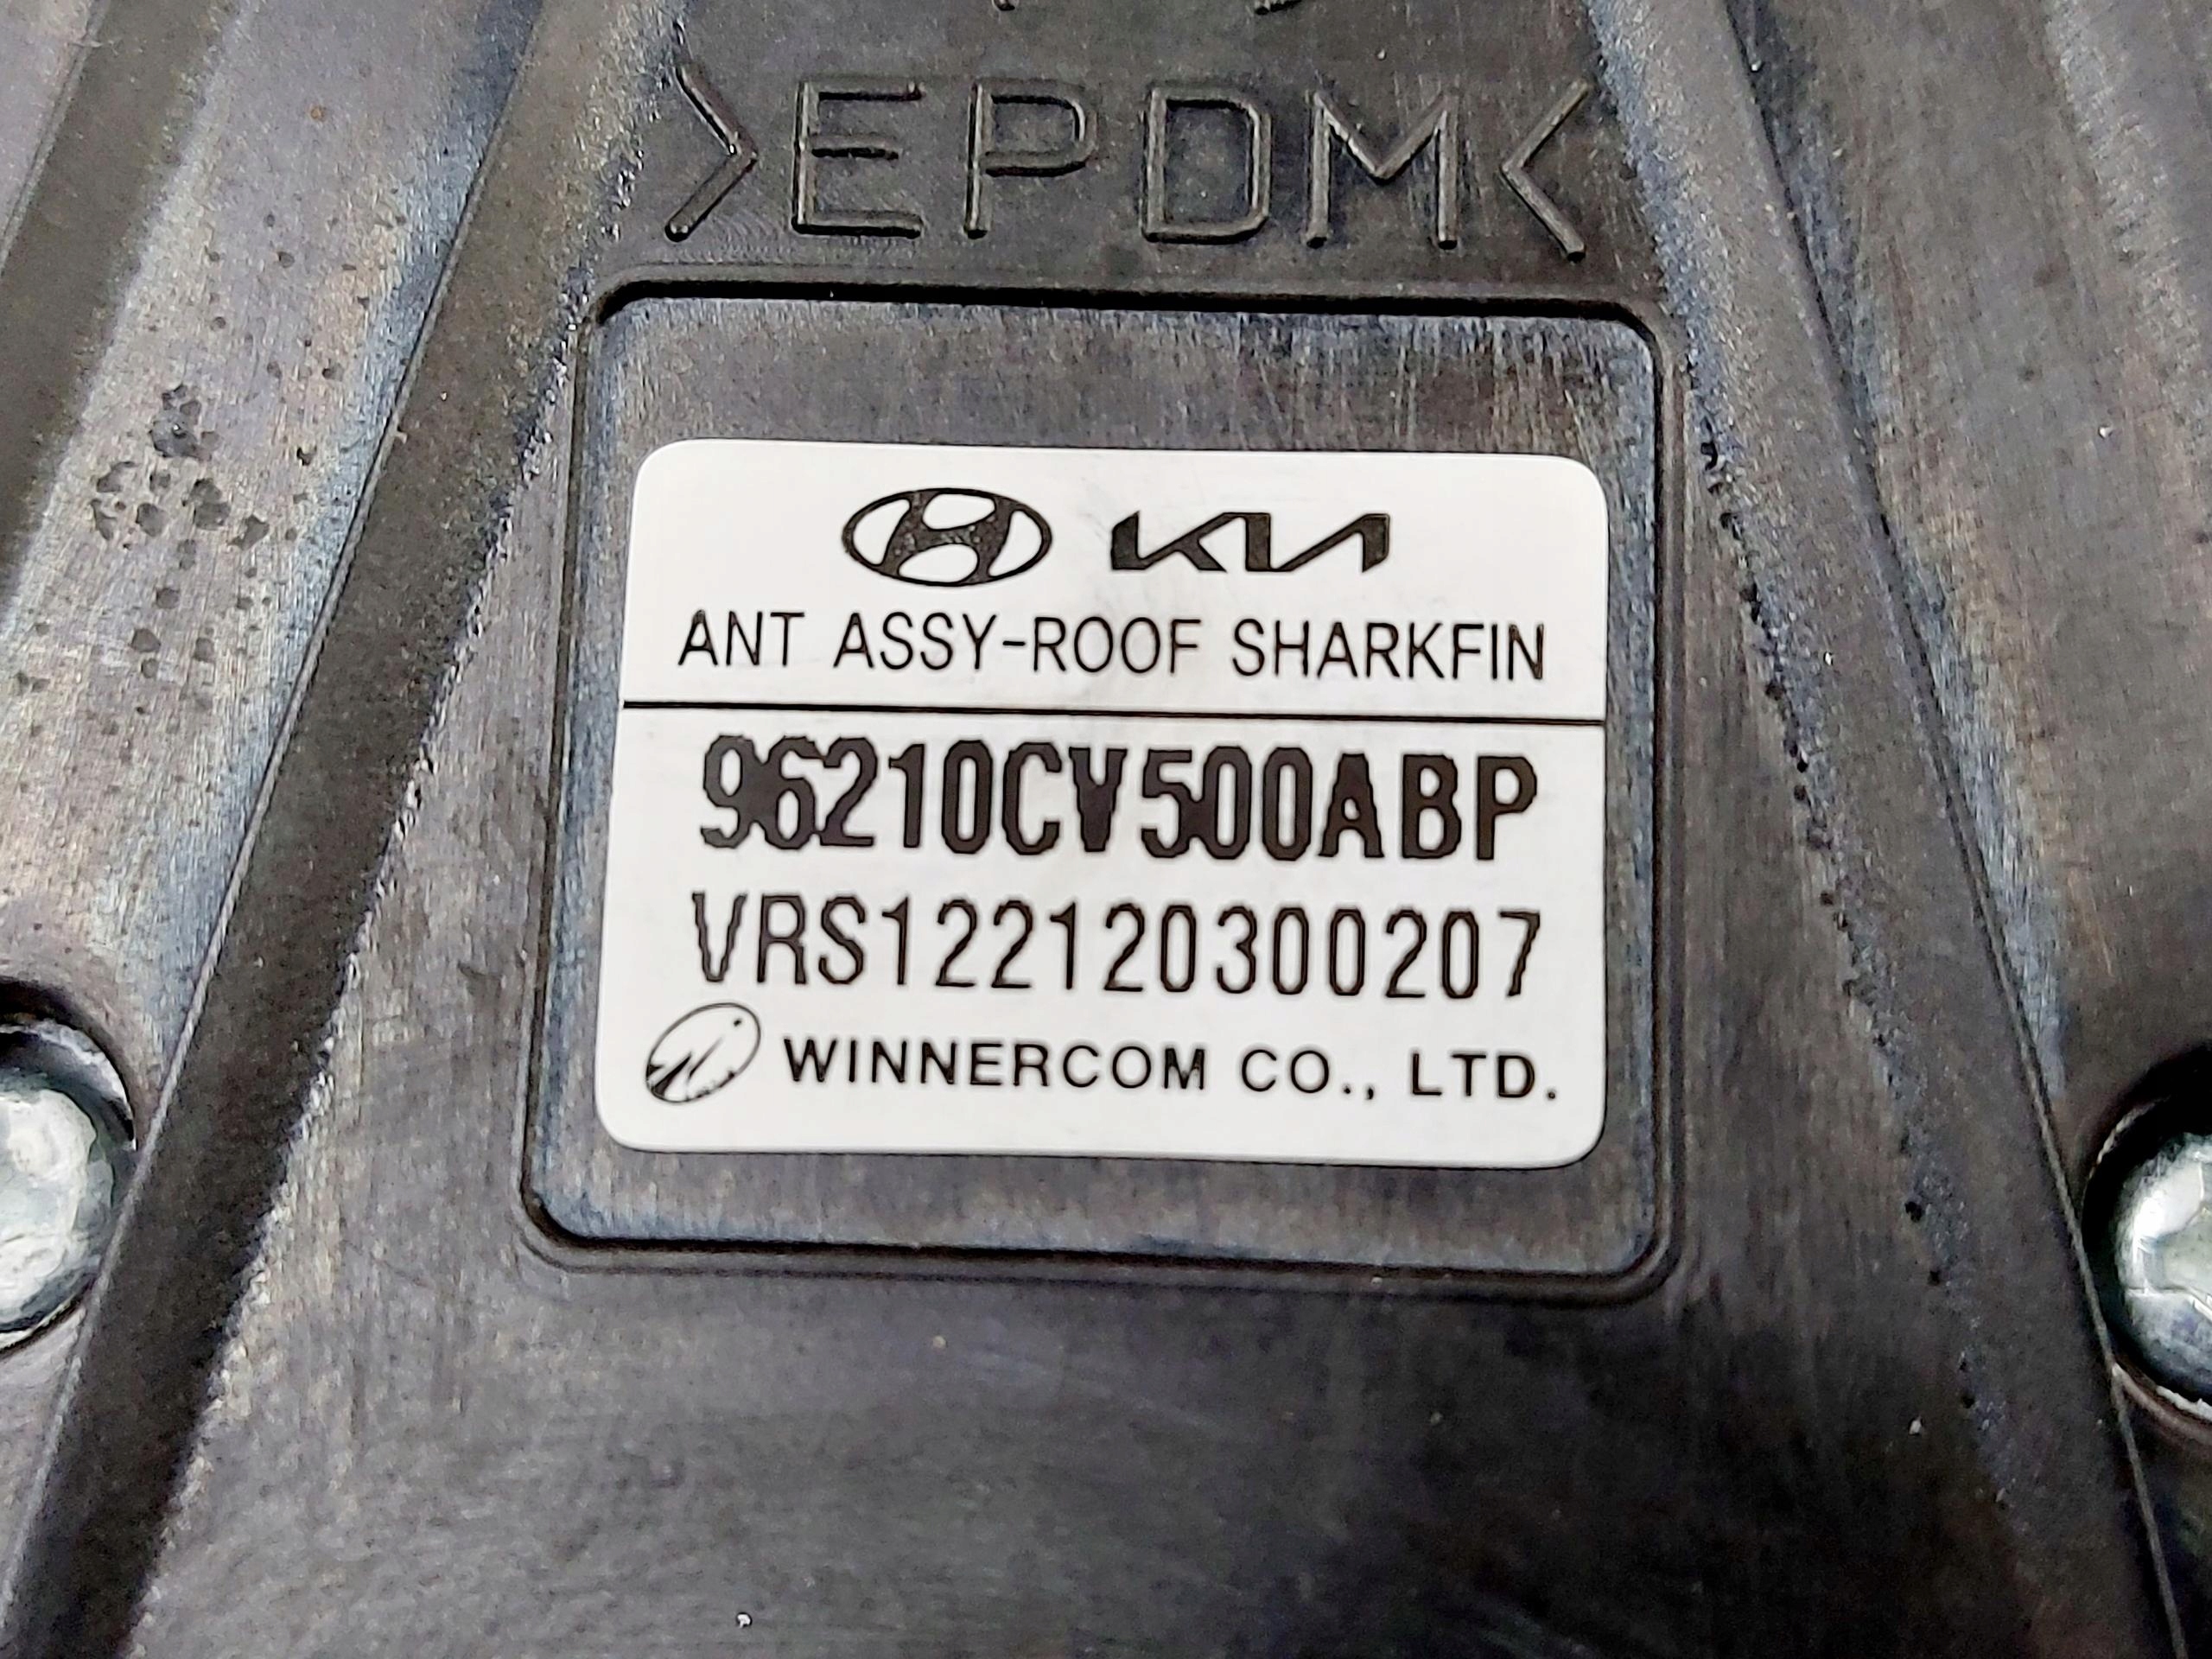 >EPDM<
KIA
ANT ASSY-ROOF SHARKFIN
96210CV500ABP
VRS122120300207
WINNERCOM CO., LTD.